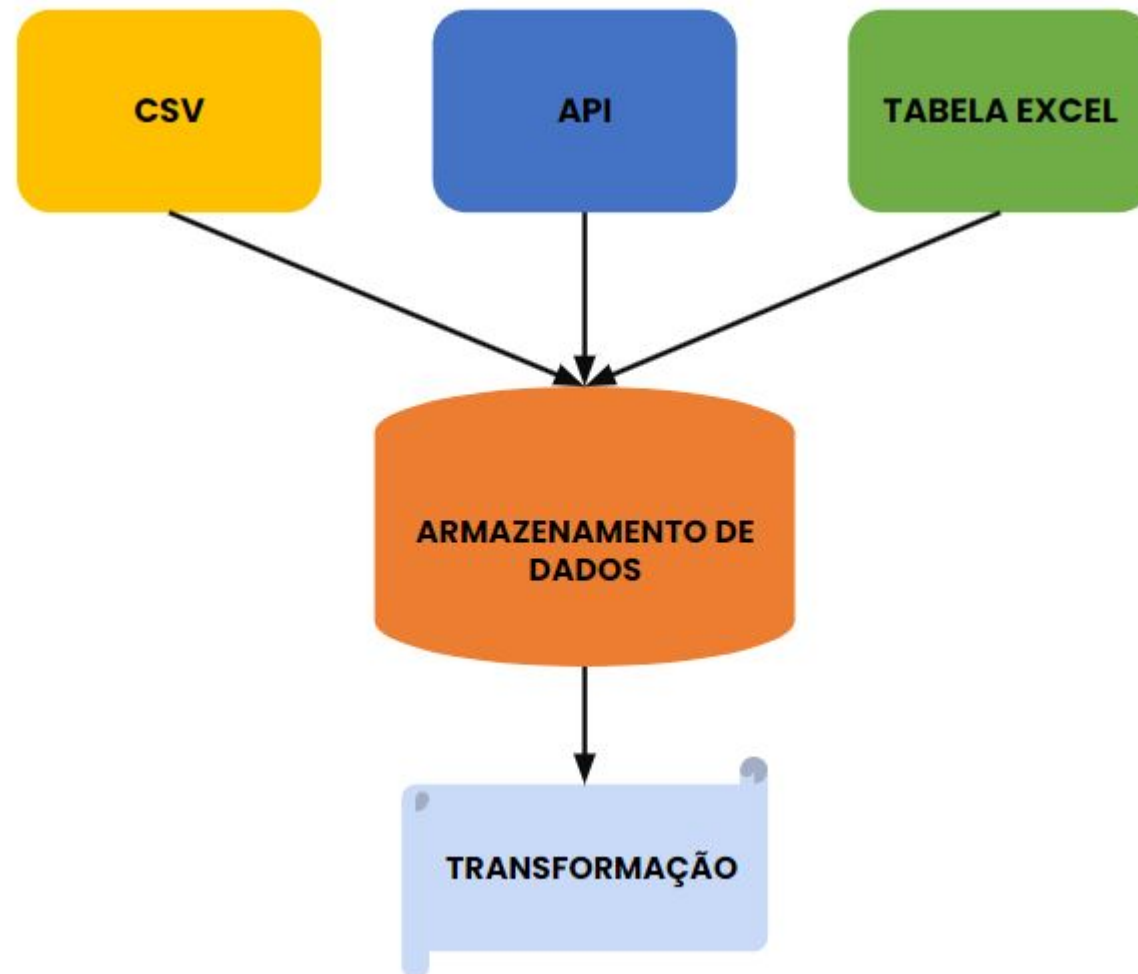 CSV
API
TABELA EXCEL
ARMAZENAMENTO DE
DADOS
TRANSFORMAÇÃO